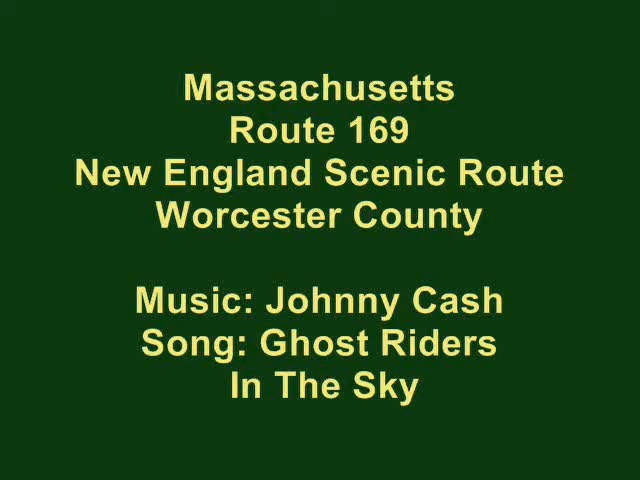 Massachusetts
Route 169
New England Scenic Route
Worcester County
Music: Johnny Cash
Song: Ghost Riders
In The Sky